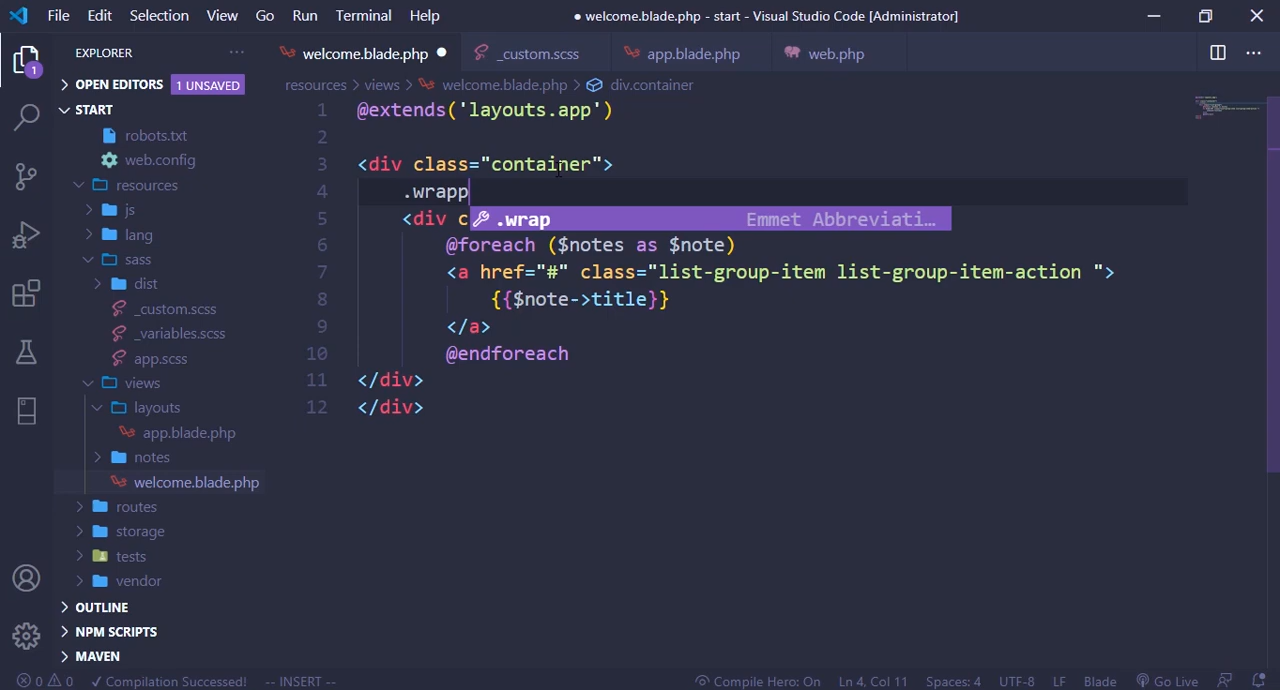 File Edit Selection View Go Run Terminal Help ● welcome.blade.php - start - Visual Studio Code [Administrator]
EXPLORER ···
welcome.blade.php ● _custom.scss app.blade.php web.php ···
1
OPEN EDITORS 1 UNSAVED
resources > views > welcome.blade.php > div.container
START
robots.txt
web.config
resources
js
lang
sass
dist
_custom.scss
_variables.scss
app.scss
views
layouts
app.blade.php
notes
welcome.blade.php
routes
storage
tests
vendor
OUTLINE
NPM SCRIPTS
MAVEN
1 @extends('layouts.app')
2
3 <div class="container">
4 .wrapp
5 <div c
.wrap Emmet Abbreviati…
6 @foreach ($notes as $note)
7 <a href="#" class="list-group-item list-group-item-action ">
8 {{$note->title}}
9 </a>
10 @endforeach
11 </div>
12 </div>
0 0 ✓ Compilation Successed! -- INSERT -- Compile Hero: On Ln 4, Col 11 Spaces: 4 UTF-8 LF Blade Go Live